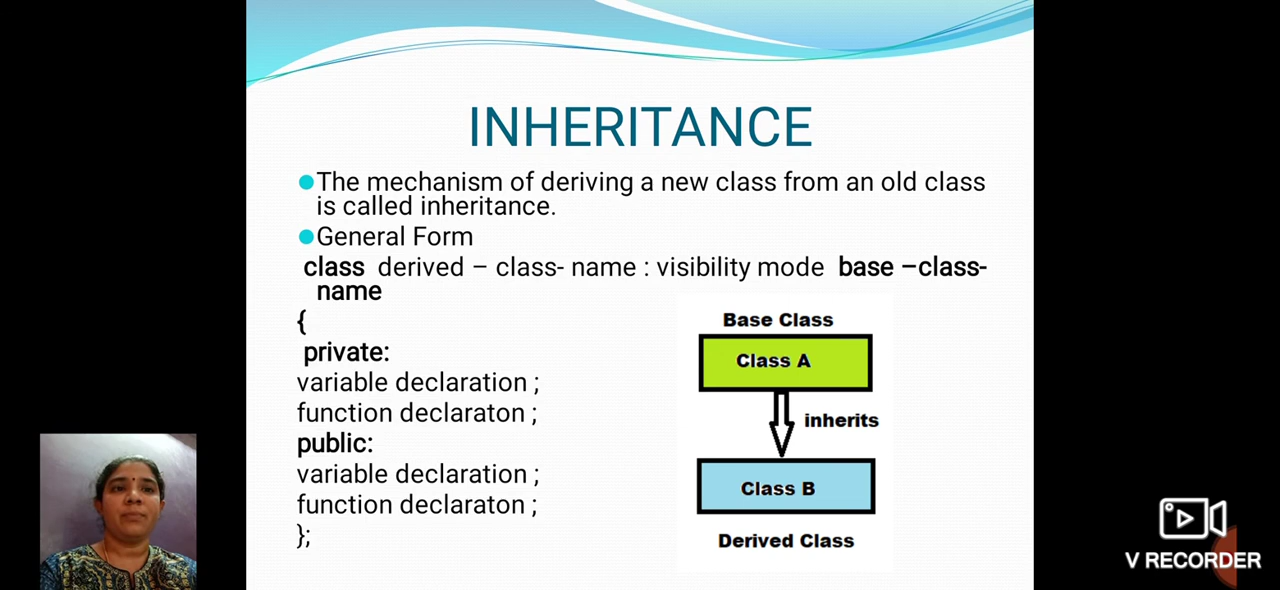 INHERITANCE
The mechanism of deriving a new class from an old class
is called inheritance.
General Form
class derived – class- name : visibility mode base –class-
name
{
private:
variable declaration ;
function declaraton ;
public:
variable declaration ;
function declaraton ;
};
Base Class
Class A
inherits
Class B
Derived Class
V RECORDER